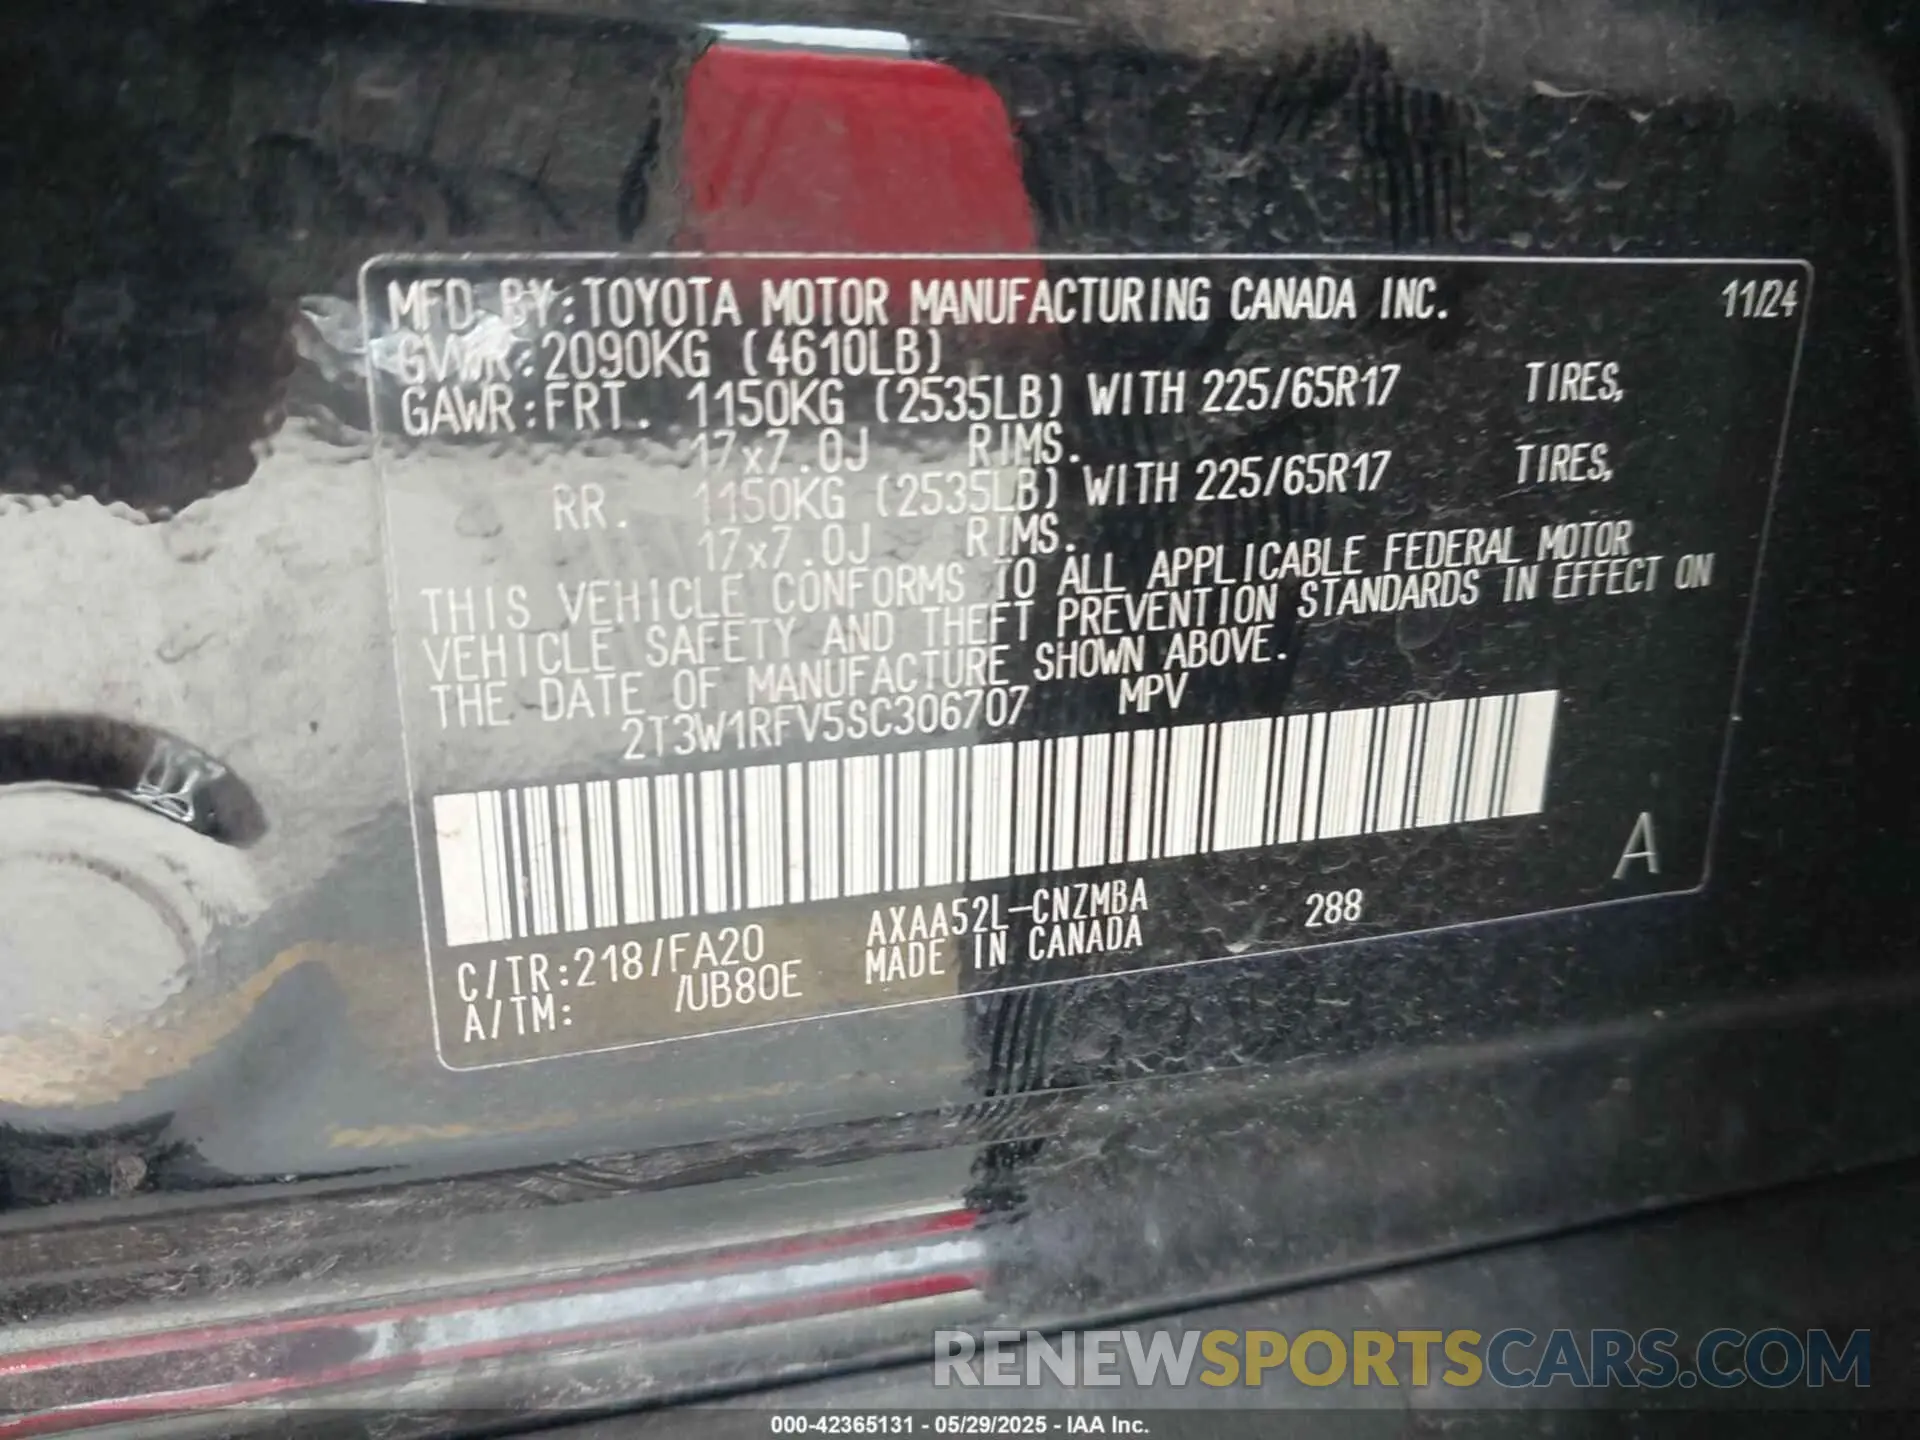 MFD BY:TOYOTA MOTOR MANUFACTURING CANADA INC. 11/24
GVWR:2090KG (4610LB)
GAWR:FRT. 1150KG (2535LB) WITH 225/65R17 TIRES,
17x7.0J RIMS.
RR. 1150KG (2535LB) WITH 225/65R17 TIRES,
17x7.0J RIMS.
THIS VEHICLE CONFORMS TO ALL APPLICABLE FEDERAL MOTOR
VEHICLE SAFETY AND THEFT PREVENTION STANDARDS IN EFFECT ON
THE DATE OF MANUFACTURE SHOWN ABOVE.
2T3W1RFV5SC306707 MPV
A
C/TR:218/FA20 AXAA52L-CNZMBA 288
A/TM: /UB80E MADE IN CANADA
RENEWSPORTSCARS.COM
000-42365131 - 05/29/2025 - IAA Inc.